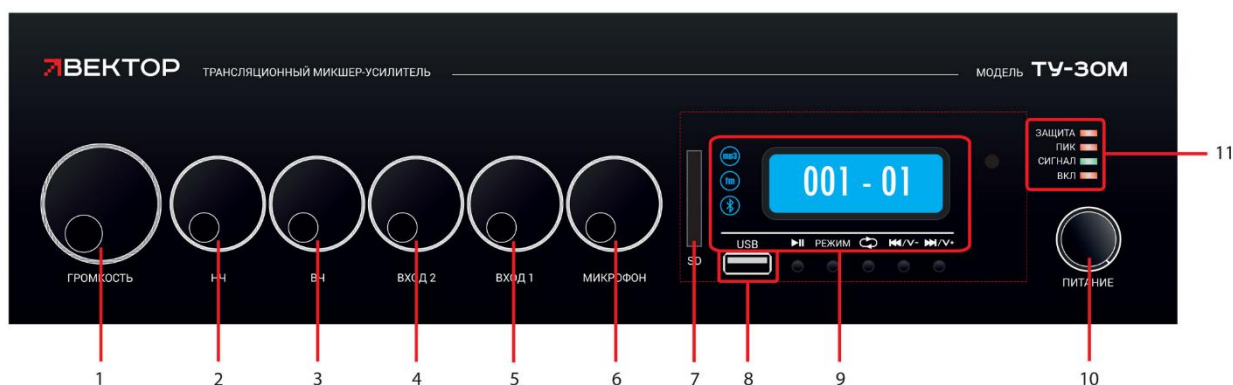 ВЕКТОР ТРАНСЛЯЦИОННЫЙ МИКШЕР-УСИЛИТЕЛЬ МОДЕЛЬ ТУ-30М
ЗАЩИТА
ПИК
СИГНАЛ
ВКЛ
11
mp3
fm
001 - 01
USB РЕЖИМ V- V+
SD
ГРОМКОСТЬ НЧ ВЧ ВХОД 2 ВХОД 1 МИКРОФОН ПИТАНИЕ
1 2 3 4 5 6 7 8 9 10